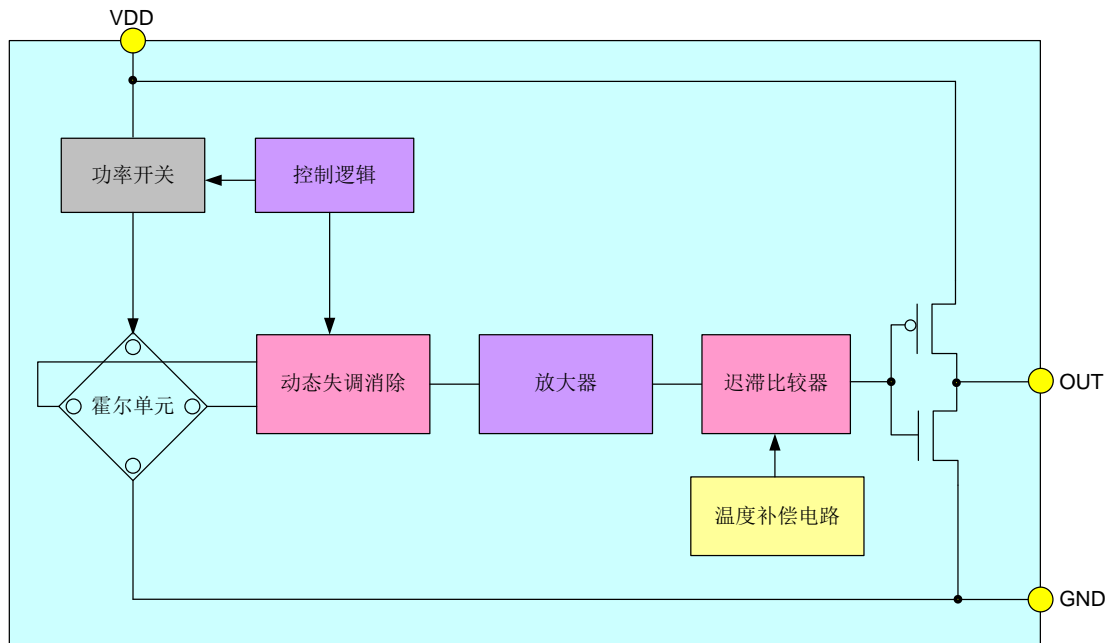 VDD
功率开关
控制逻辑
霍尔单元
动态失调消除
放大器
迟滞比较器
OUT
温度补偿电路
GND